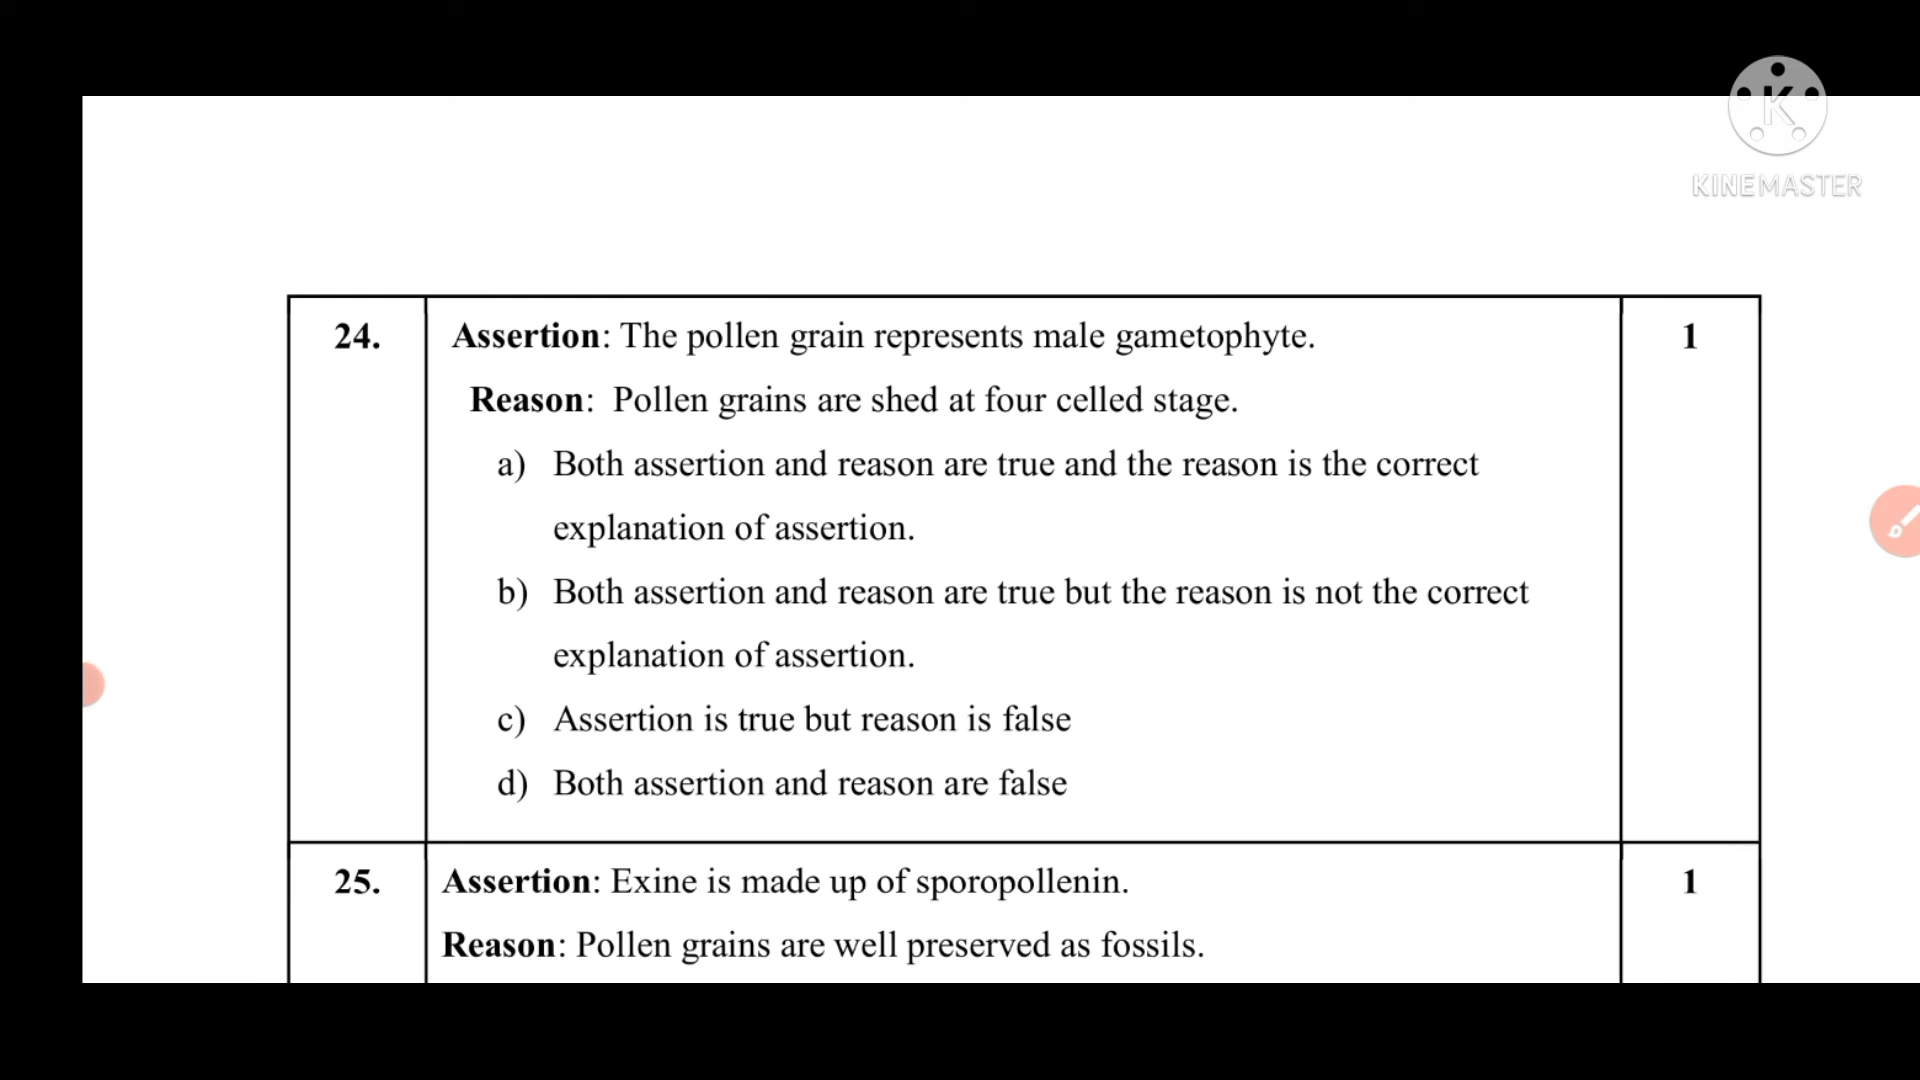 K
KINEMASTER
24. Assertion: The pollen grain represents male gametophyte. 1
Reason: Pollen grains are shed at four celled stage.
a) Both assertion and reason are true and the reason is the correct
explanation of assertion.
b) Both assertion and reason are true but the reason is not the correct
explanation of assertion.
c) Assertion is true but reason is false
d) Both assertion and reason are false
25. Assertion: Exine is made up of sporopollenin. 1
Reason: Pollen grains are well preserved as fossils.